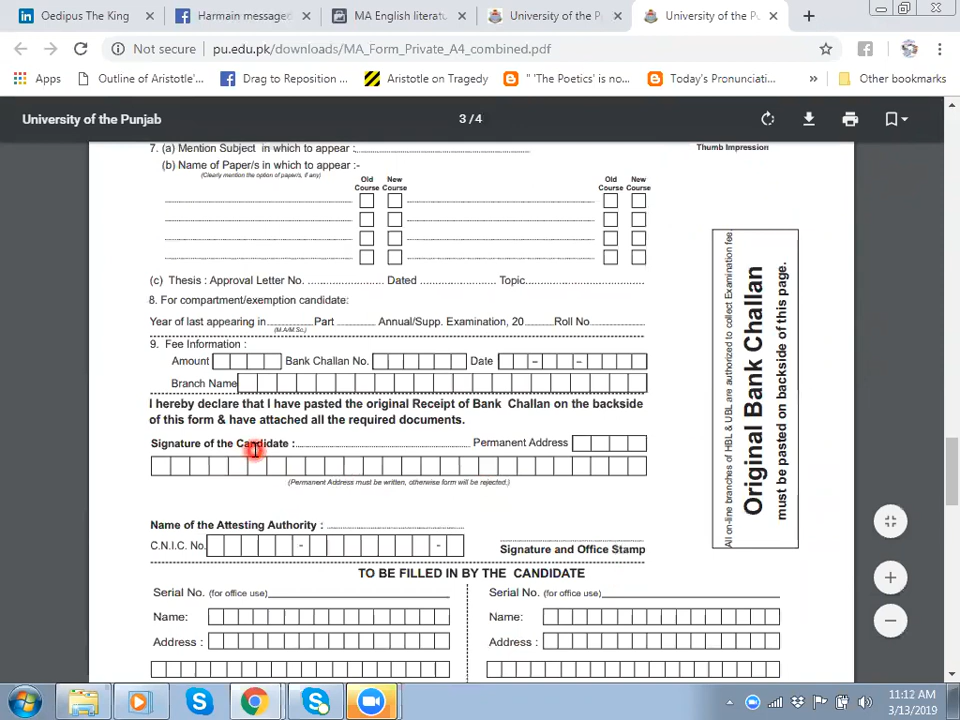 Oedipus The King
Harmain message
MA English literatu
University of the P
University of the Pu
Not secure
pu.edu.pk/downloads/MA_Form_Private_A4_combined.pdf
Apps
Outline of Aristotle'...
Drag to Reposition ...
Aristotle on Tragedy
" 'The Poetics' is no...
Today's Pronunciati...
»
Other bookmarks
University of the Punjab
3 / 4
7. (a) Mention Subject in which to appear :
Thumb Impression
(b) Name of Paper/s in which to appear :-
(Clearly mention the option of paper/s, if any)
Old Course
New Course
Old Course
New Course
(c) Thesis : Approval Letter No. Dated Topic
8. For compartment/exemption candidate:
Year of last appearing in Part Annual/Supp. Examination, 20 Roll No
(M.A/M Sc.)
9. Fee Information :
Amount Bank Challan No. Date - -
Branch Name
I hereby declare that I have pasted the original Receipt of Bank Challan on the backside
of this form & have attached all the required documents.
Signature of the Candidate : Permanent Address
(Permanent Address must be written, otherwise form will be rejected.)
All on-line branches of HBL & UBL are authorized to collect Examination fee
Original Bank Challan
must be pasted on backside of this page.
Name of the Attesting Authority :
C.N.I.C. No. - -
Signature and Office Stamp
TO BE FILLED IN BY THE CANDIDATE
Serial No. (for office use)
Serial No. (for office use)
Name:
Name:
Address :
Address :
11:12 AM
3/13/2019